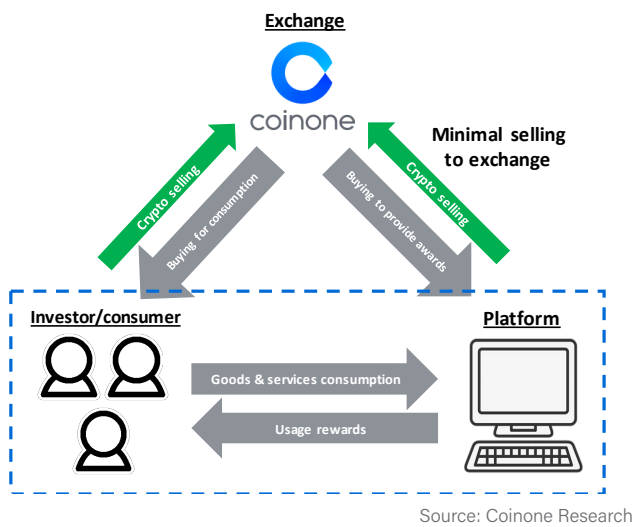 Exchange
coinone
Minimal selling
to exchange
Crypto selling
Buying for consumption
Buying to provide awards
Crypto selling
Investor/consumer
Platform
Goods & services consumption
Usage rewards
Source: Coinone Research